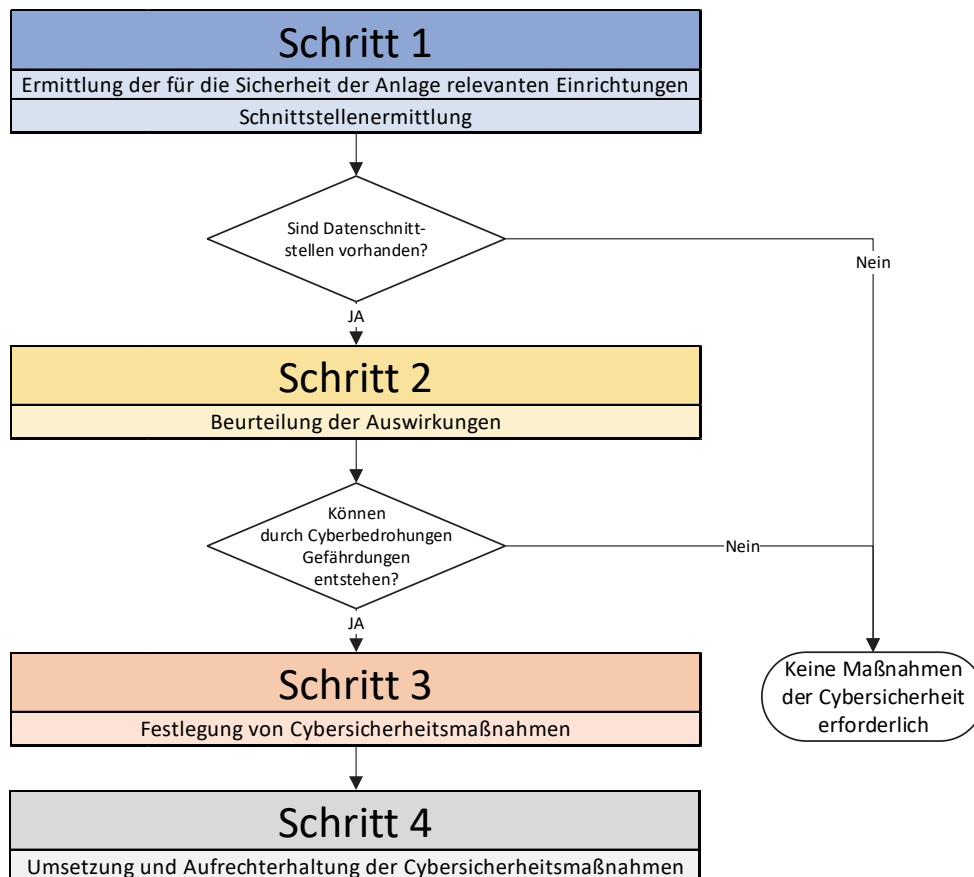 Schritt 1
Ermittlung der für die Sicherheit der Anlage relevanten Einrichtungen
Schnittstellenermittlung
Sind Datenschnitt-
stellen vorhanden?
Nein
JA
Schritt 2
Beurteilung der Auswirkungen
Können
durch Cyberbedrohungen
Gefährdungen
entstehen?
Nein
JA
Schritt 3
Festlegung von Cybersicherheitsmaßnahmen
Keine Maßnahmen
der Cybersicherheit
erforderlich
Schritt 4
Umsetzung und Aufrechterhaltung der Cybersicherheitsmaßnahmen